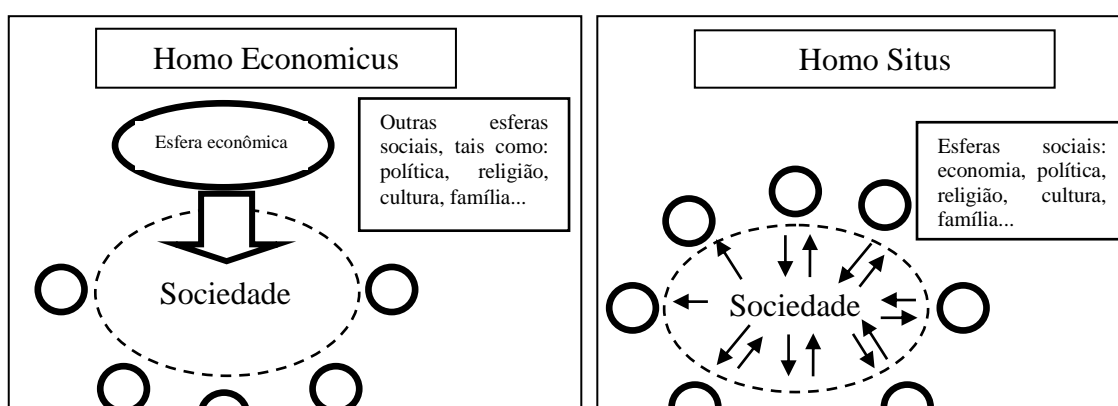 Homo Economicus
Esfera econômica
Outras esferas
sociais, tais como:
política, religião,
cultura, família...
Sociedade
Homo Situs
Esferas sociais:
economia, política,
religião, cultura,
família...
Sociedade